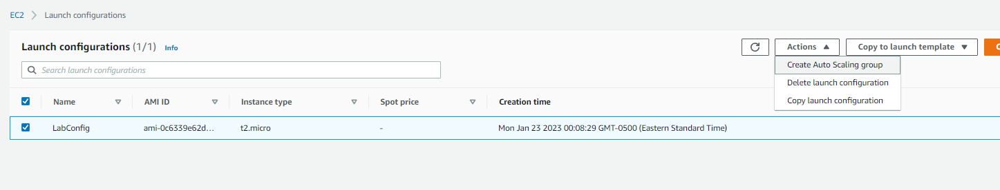 EC2 > Launch configurations
Launch configurations (1/1) Info
Actions
Copy to launch template
Search launch configurations
Create Auto Scaling group
Delete launch configuration
Copy launch configuration
Name AMI ID Instance type Spot price Creation time
LabConfig ami-0c6339e62d... t2.micro - Mon Jan 23 2023 00:08:29 GMT-0500 (Eastern Standard Time)